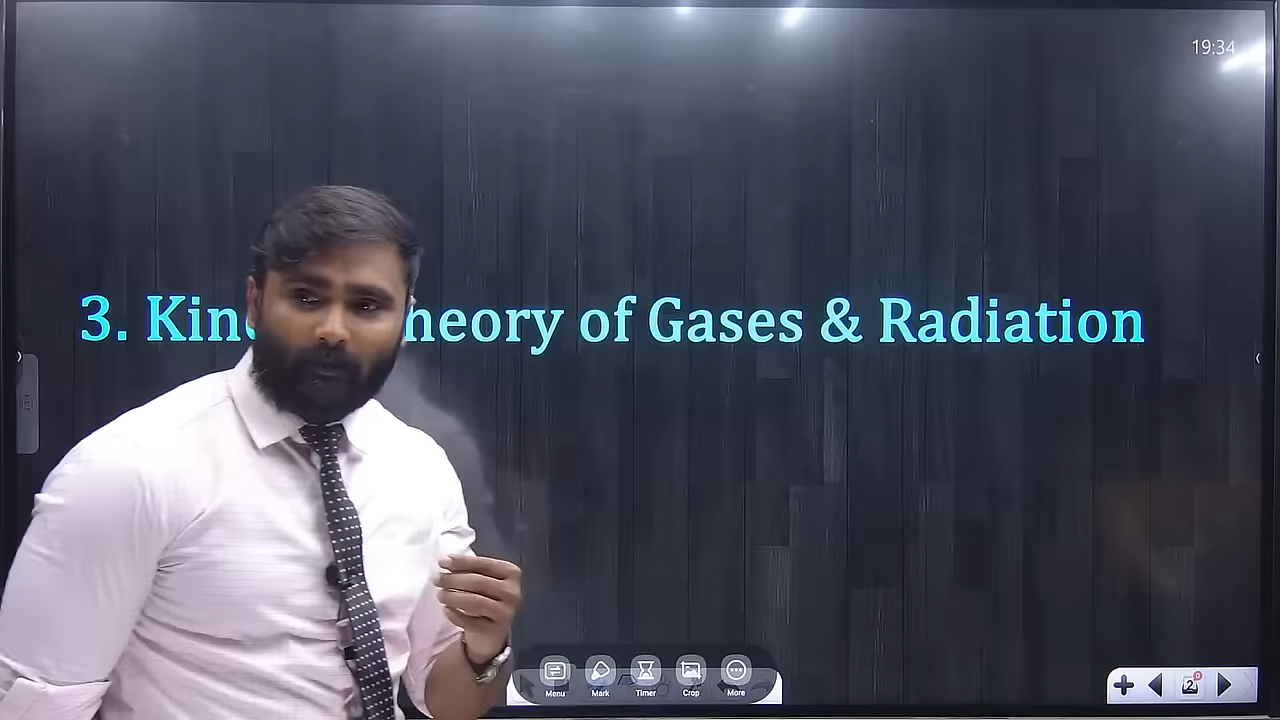 19:34
3. Kin heory of Gases & Radiation
Menu Mark Timer Crop More
2